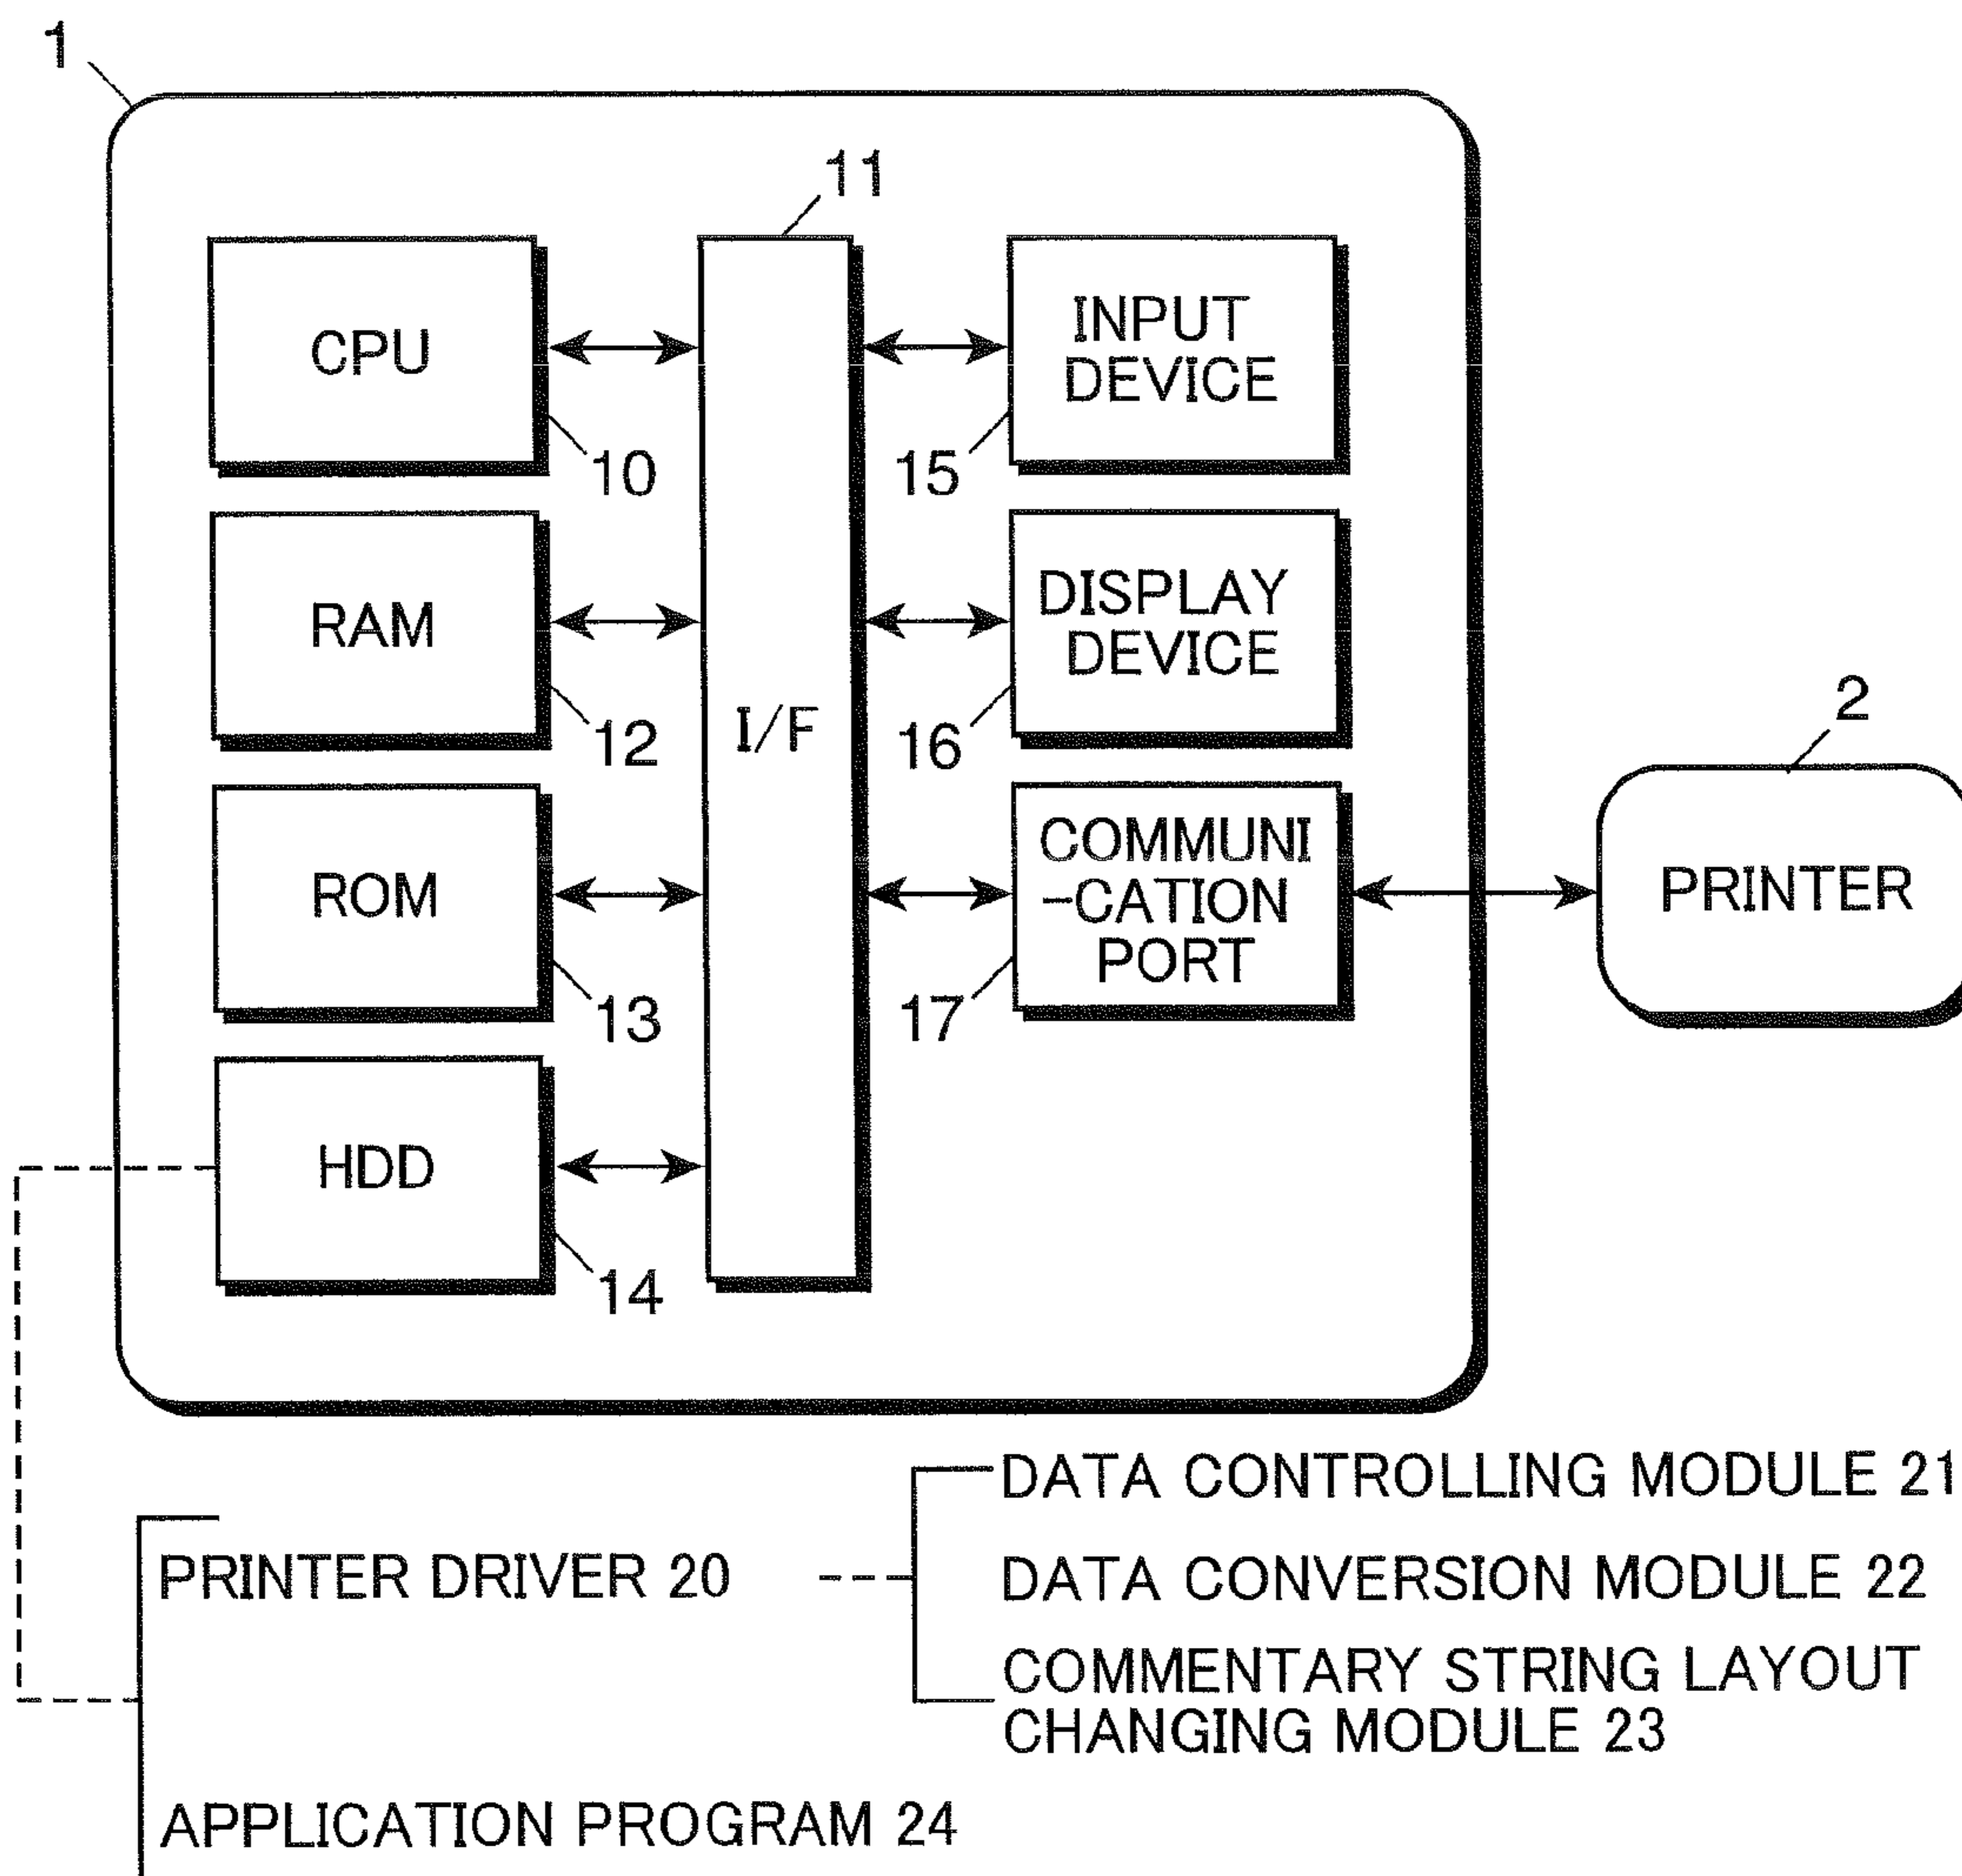 1
11
CPU
10
INPUT
DEVICE
15
RAM
12
I/F
DISPLAY
DEVICE
16
2
ROM
13
COMMUNI
-CATION
PORT
17
PRINTER
HDD
14
DATA CONTROLLING MODULE 21
PRINTER DRIVER 20
DATA CONVERSION MODULE 22
COMMENTARY STRING LAYOUT
CHANGING MODULE 23
APPLICATION PROGRAM 24